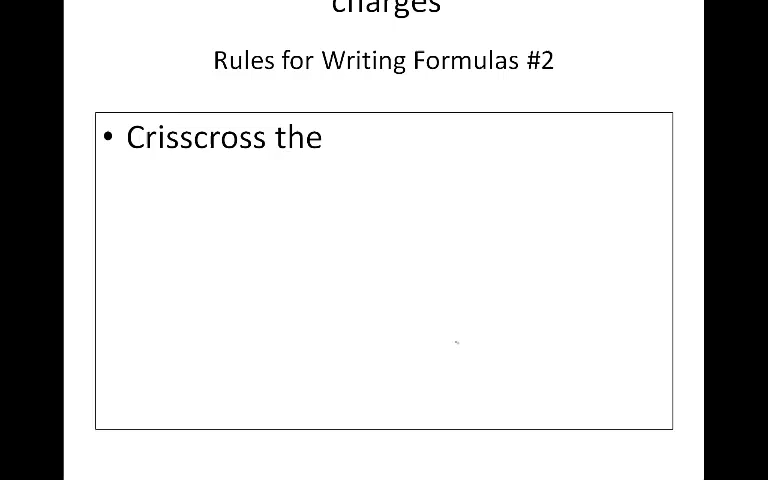 charges
Rules for Writing Formulas #2
• Crisscross the